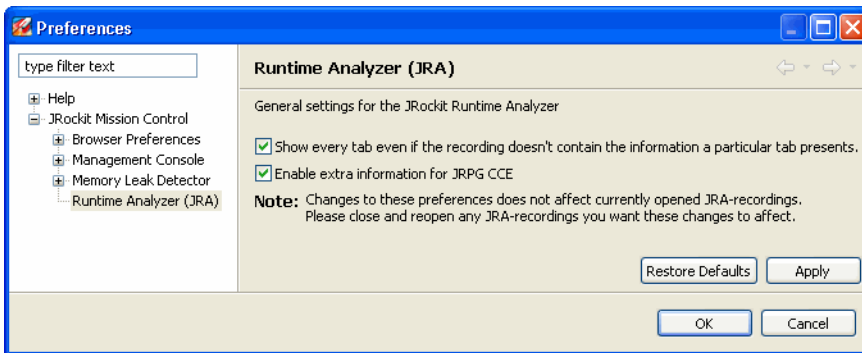 Preferences
type filter text
Help
JRockit Mission Control
Browser Preferences
Management Console
Memory Leak Detector
Runtime Analyzer (JRA)
Runtime Analyzer (JRA)
General settings for the JRockit Runtime Analyzer
Show every tab even if the recording doesn't contain the information a particular tab presents.
Enable extra information for JRPG CCE
Note: Changes to these preferences does not affect currently opened JRA-recordings.
Please close and reopen any JRA-recordings you want these changes to affect.
Restore Defaults Apply
OK Cancel